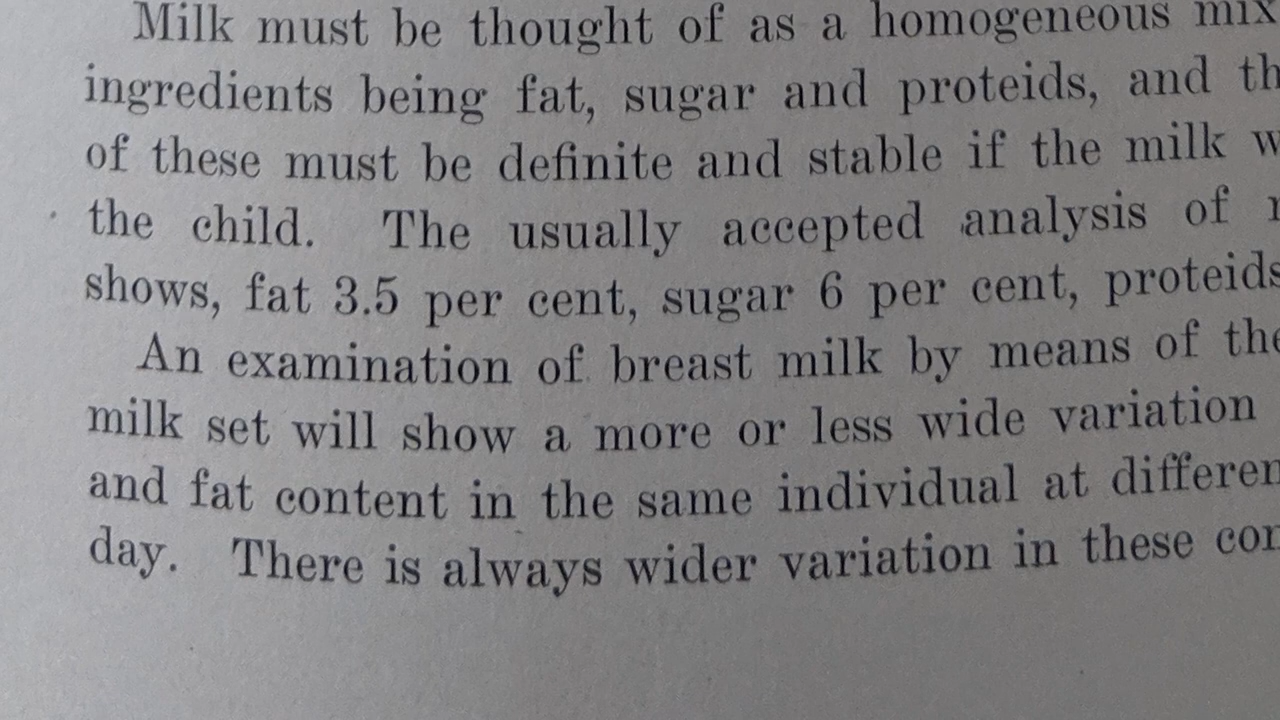 Milk must be thought of as a homogeneous
ingredients being fat, sugar and proteids, and
of these must be definite and stable if the milk
the child. The usually accepted analysis of
shows, fat 3.5 per cent, sugar 6 per cent, proteids
An examination of breast milk by means of the
milk set will show a more or less wide variation
and fat content in the same individual at
day. There is always wider variation in these